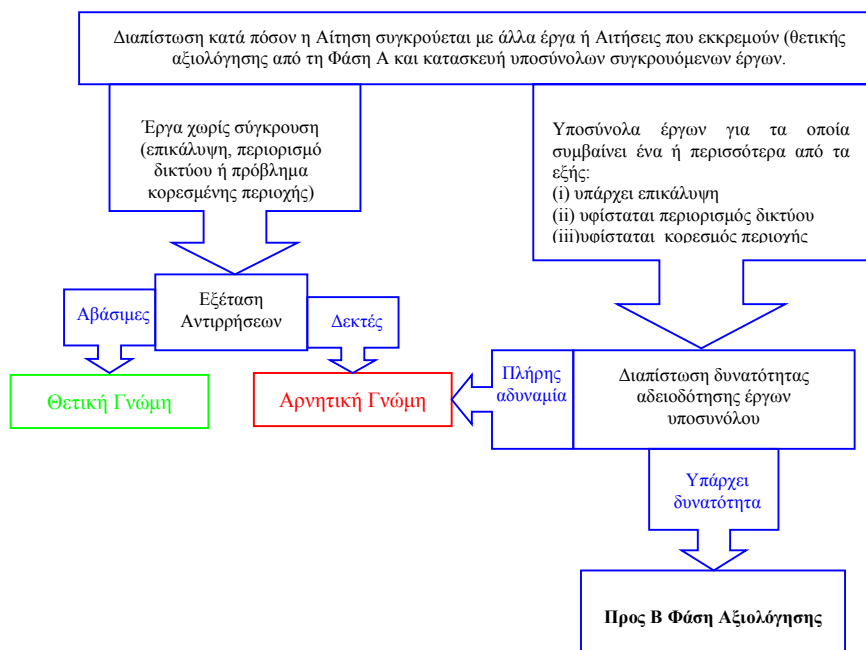 Διαπίστωση κατά πόσον η Αίτηση συγκρούεται με άλλα έργα ή Αιτήσεις που εκκρεμούν (θετικής
αξιολόγησης από τη Φάση Α και κατασκευή υποσύνολων συγκρουόμενων έργων.
Έργα χωρίς σύγκρουση
(επικάλυψη, περιορισμό
δικτύου ή πρόβλημα
κορεσμένης περιοχής)
Υποσύνολα έργων για τα οποία
συμβαίνει ένα ή περισσότερα από τα
εξής:
(i) υπάρχει επικάλυψη
(ii) υφίσταται περιορισμός δικτύου
(iii)υφίσταται κορεσμός περιοχής
Εξέταση
Αντιρρήσεων
Αβάσιμες
Δεκτές
Θετική Γνώμη
Αρνητική Γνώμη
Πλήρης
αδυναμία
Διαπίστωση δυνατότητας
αδειοδότησης έργων
υποσυνόλου
Υπάρχει
δυνατότητα
Προς Β Φάση Αξιολόγησης